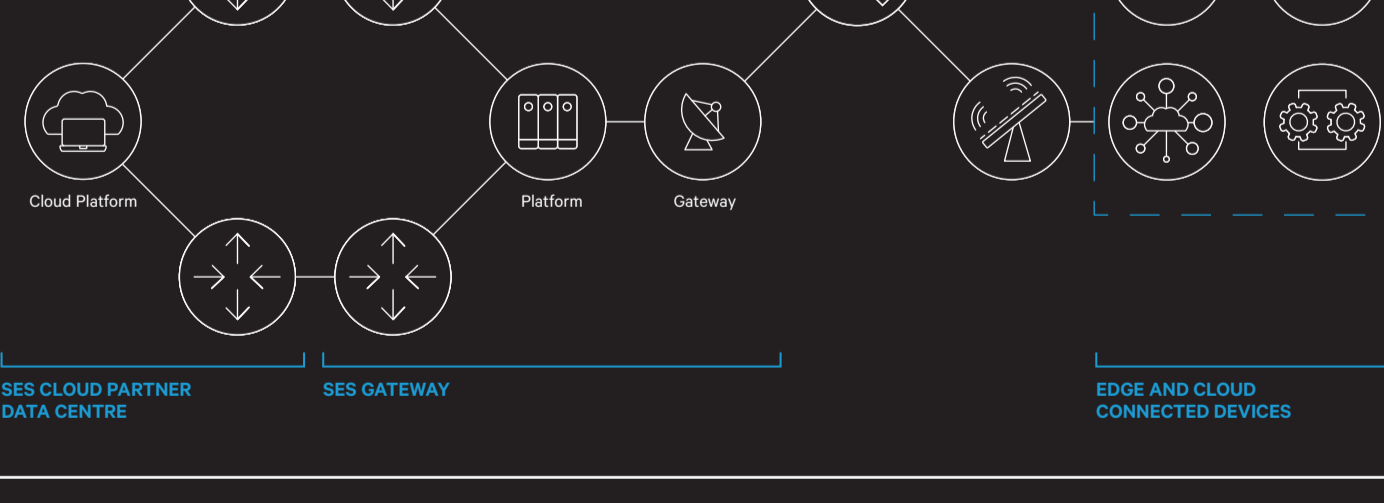 Cloud Platform
Platform
Gateway
SES CLOUD PARTNER
DATA CENTRE
SES GATEWAY
EDGE AND CLOUD
CONNECTED DEVICES